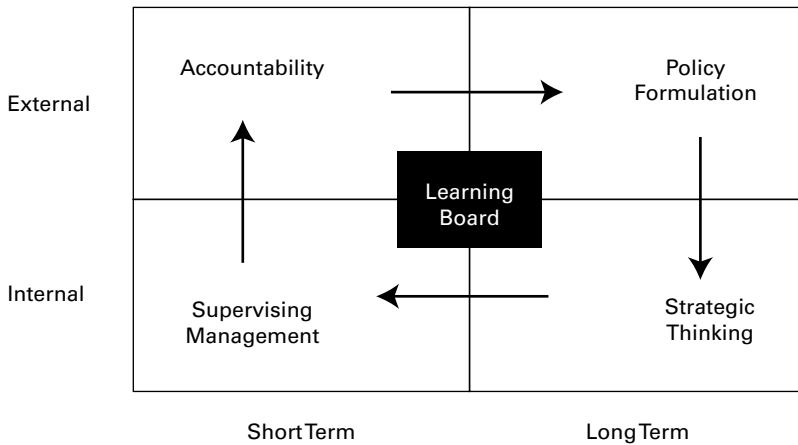 Accountability
Policy
Formulation
External
Learning
Board
Internal
Supervising
Management
Strategic
Thinking
Short Term
Long Term